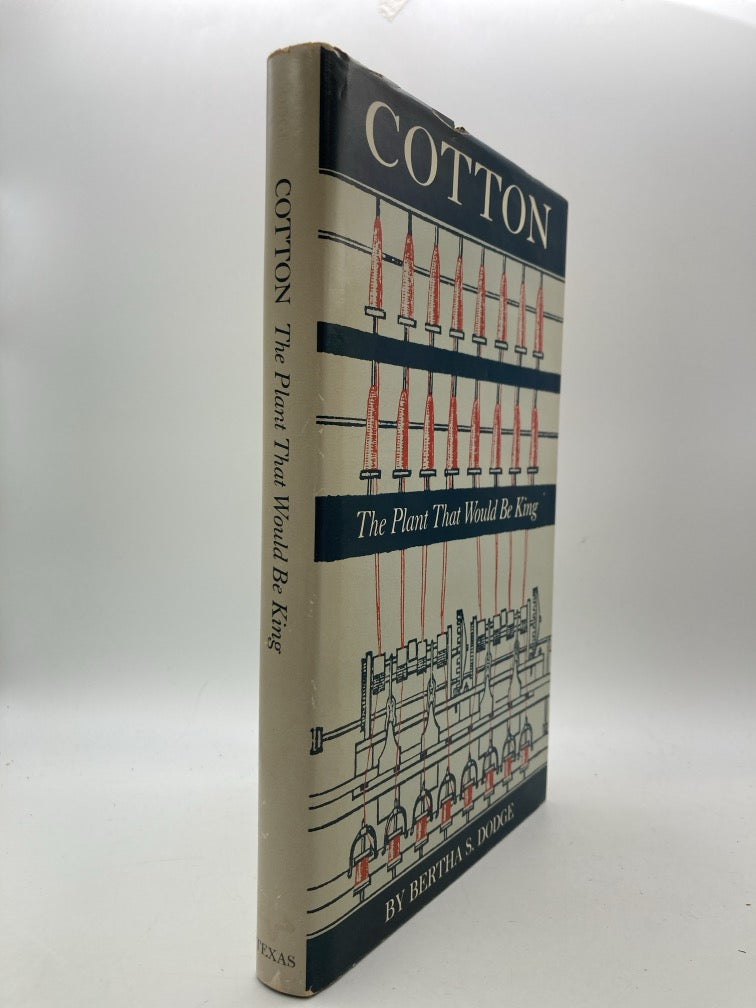 COTTON The Plant That Would Be King
TEXAS
COTTON
The Plant That Would Be King
BY BERTHA S. DODGE